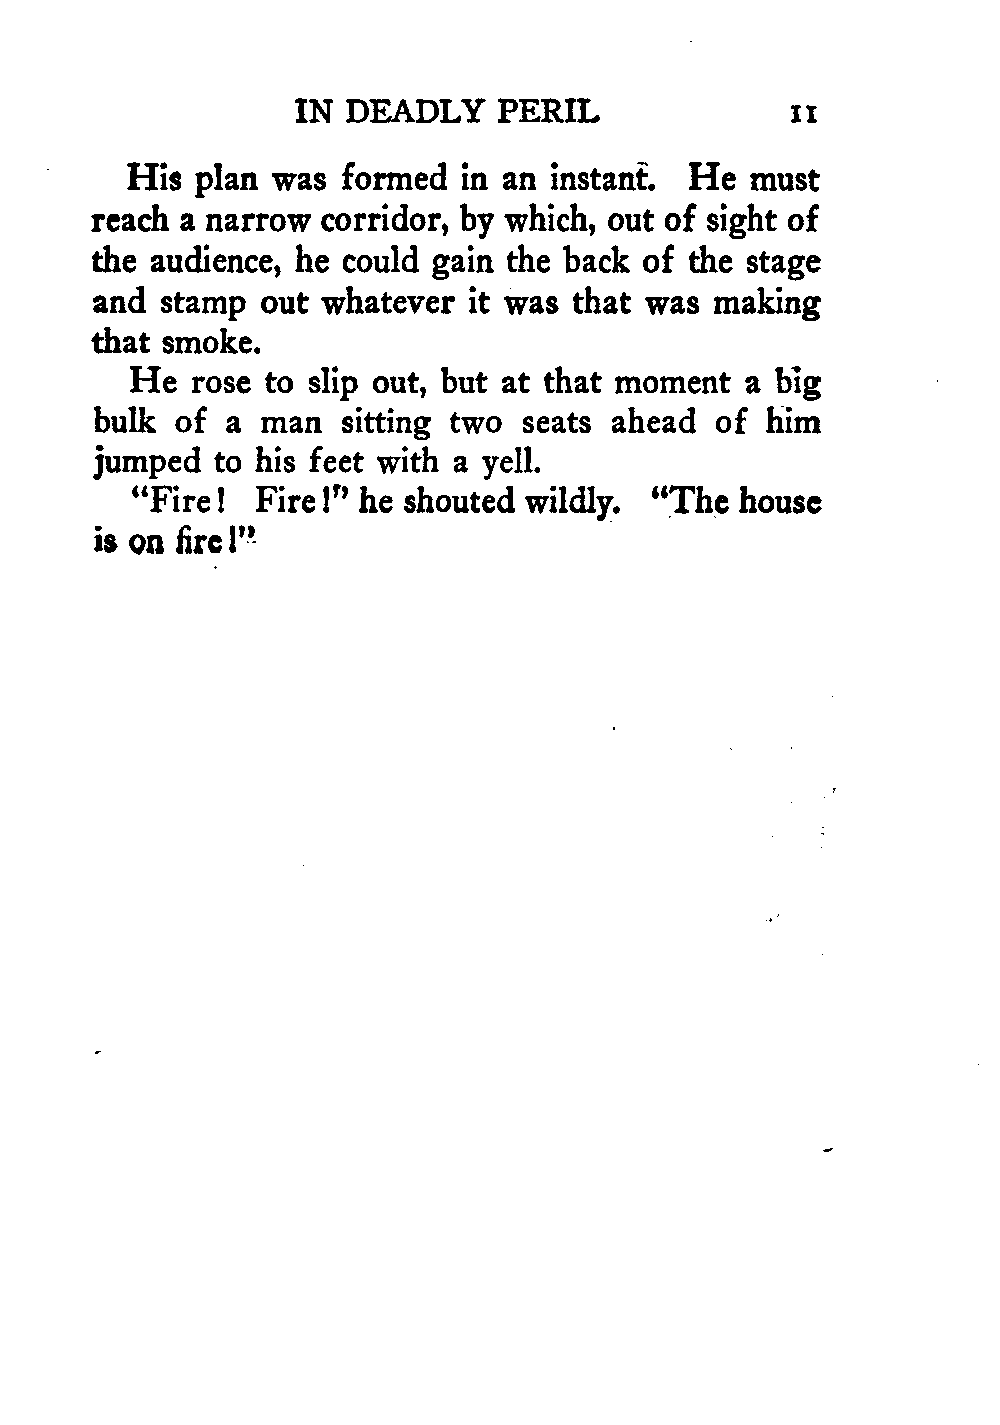 IN DEADLY PERIL 11
His plan was formed in an instant. He must
reach a narrow corridor, by which, out of sight of
the audience, he could gain the back of the stage
and stamp out whatever it was that was making
that smoke.
He rose to slip out, but at that moment a big
bulk of a man sitting two seats ahead of him
jumped to his feet with a yell.
“Fire! Fire!” he shouted wildly. “The house
is on fire!”